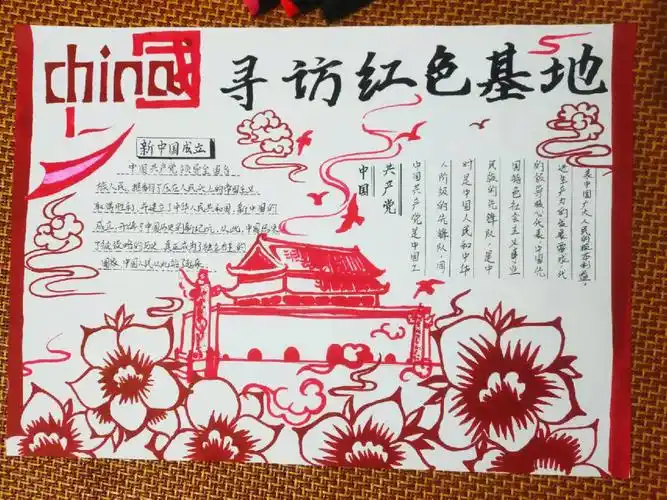 china國
寻访红色基地
新中国成立
中国共产党领导全国各
族人民，推翻了压在人民头上的帝国主义、
取得胜利，并建立了中华人民共和国，新中国的
成立，开辟了中国历史的新纪元，从此，中国结束
了被侵略的历史，真正成为了独立自主的
国家，中国人民从此站了起来
中国
共产党
中国共产党是中国工
人阶级的先锋队，同
时是中国人民和中华
民族的先锋队，是中
国特色社会主义事业
的领导核心代表中国先
进生产力的发展要求，代
表中国广大人民的根本利益。